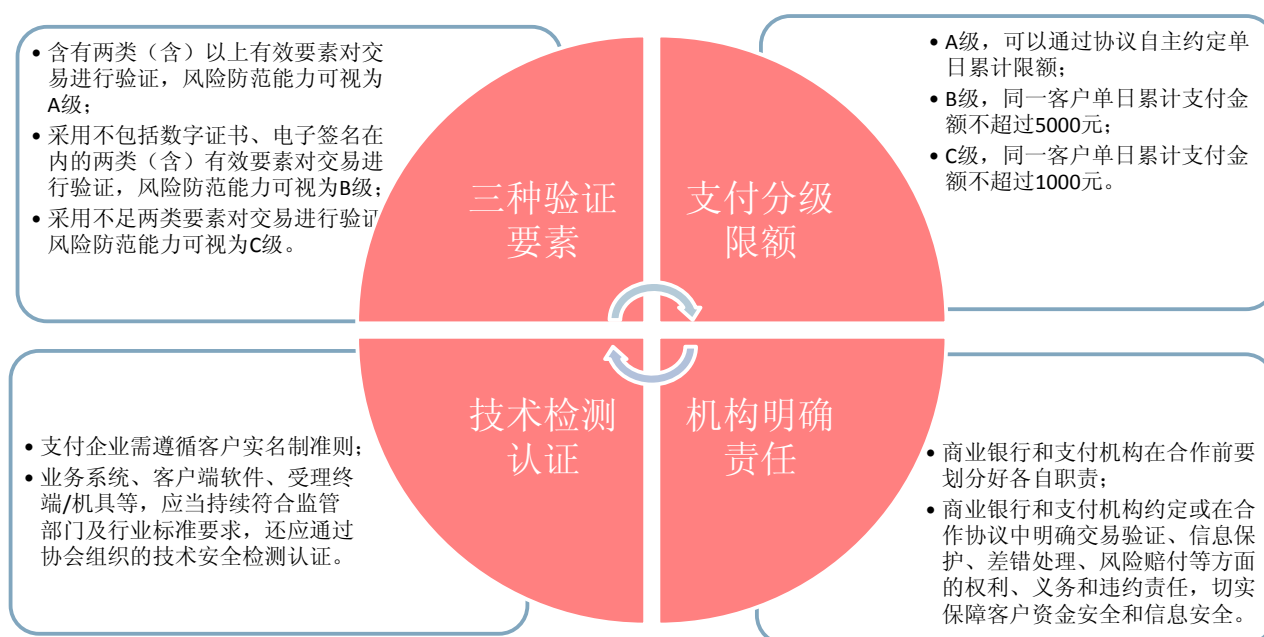 • 含有两类（含）以上有效要素对交
易进行验证，风险防范能力可视为
A级；
• 采用不包括数字证书、电子签名在
内的两类（含）有效要素对交易进
行验证，风险防范能力可视为B级；
• 采用不足两类要素对交易进行验证
风险防范能力可视为C级。
三种验证
要素
支付分级
限额
• A级，可以通过协议自主约定单
日累计限额；
• B级，同一客户单日累计支付金
额不超过5000元；
• C级，同一客户单日累计支付金
额不超过1000元。
• 支付企业需遵循客户实名制准则；
• 业务系统、客户端软件、受理终
端/机具等，应当持续符合监管
部门及行业标准要求，还应通过
协会组织的技术安全检测认证。
技术检测
认证
机构明确
责任
• 商业银行和支付机构在合作前要
划分好各自职责；
• 商业银行和支付机构约定或在合
作协议中明确交易验证、信息保
护、差错处理、风险赔付等方面
的权利、义务和违约责任，切实
保障客户资金安全和信息安全。